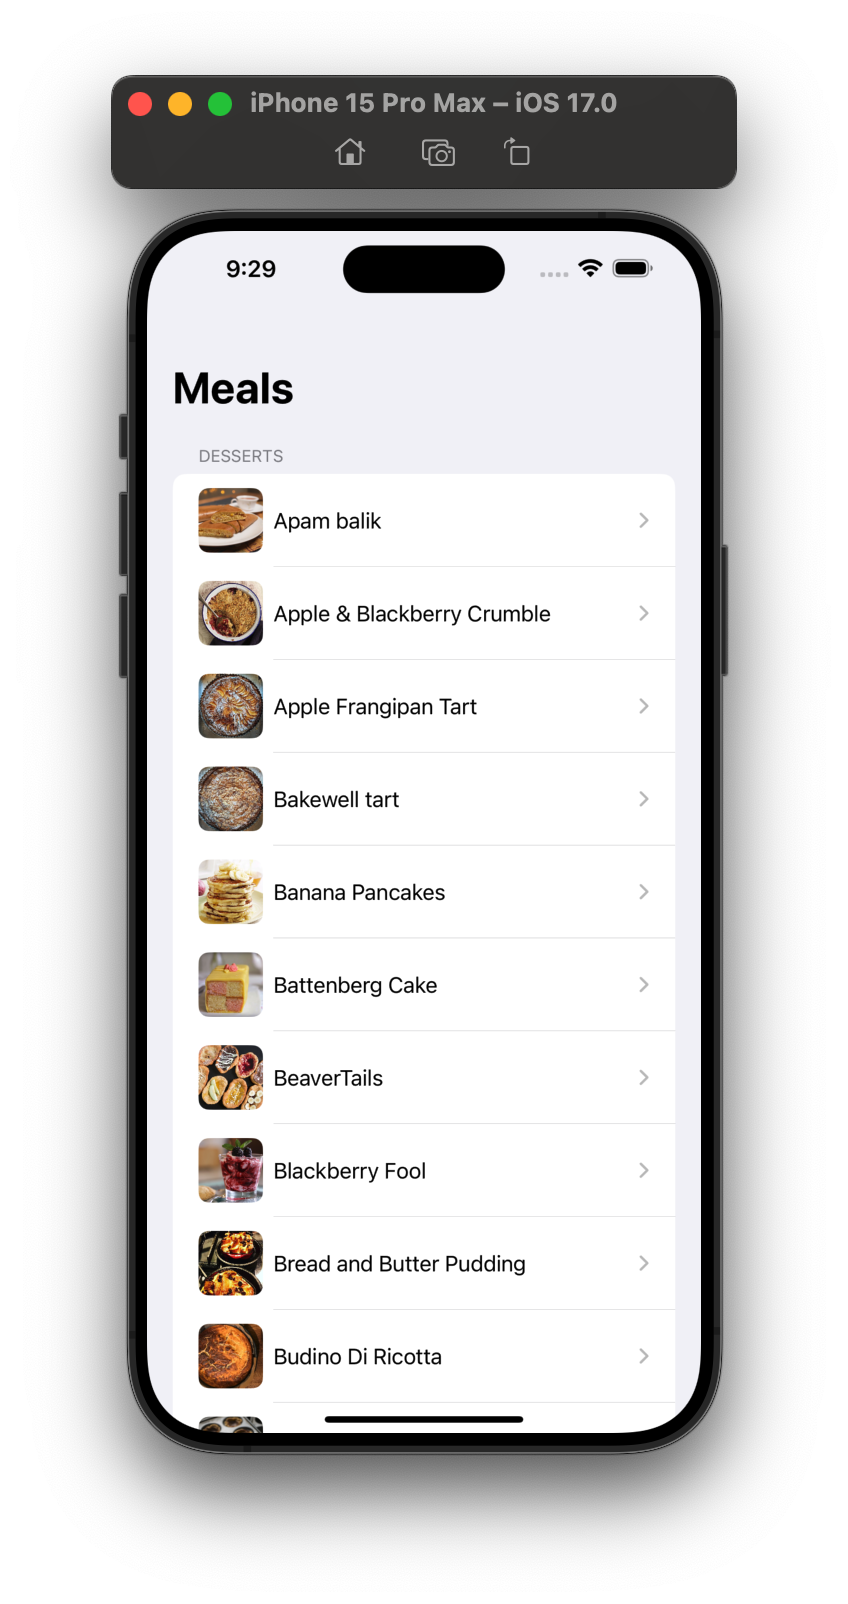 iPhone 15 Pro Max – iOS 17.0
9:29
Meals
DESSERTS
Apam balik
Apple & Blackberry Crumble
Apple Frangipan Tart
Bakewell tart
Banana Pancakes
Battenberg Cake
BeaverTails
Blackberry Fool
Bread and Butter Pudding
Budino Di Ricotta